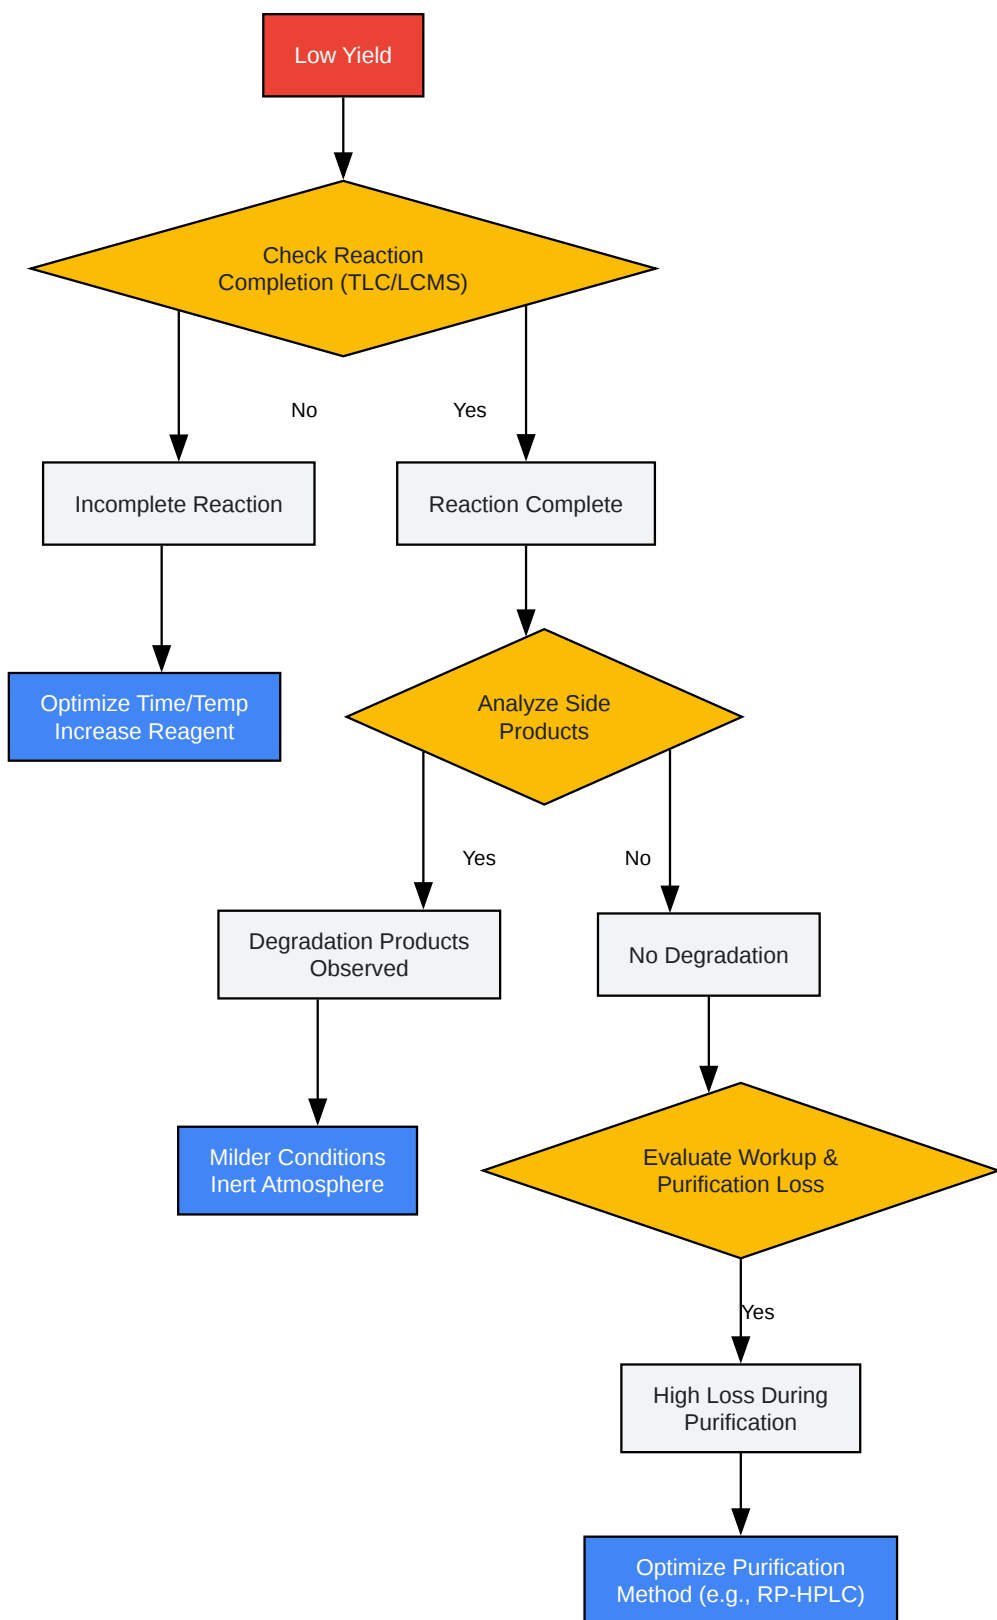 Low Yield
Check Reaction
Completion (TLC/LCMS)
No
Yes
Incomplete Reaction
Reaction Complete
Optimize Time/Temp
Increase Reagent
Analyze Side
Products
Yes
No
Degradation Products
Observed
No Degradation
Milder Conditions
Inert Atmosphere
Evaluate Workup &
Purification Loss
Yes
High Loss During
Purification
Optimize Purification
Method (e.g., RP-HPLC)